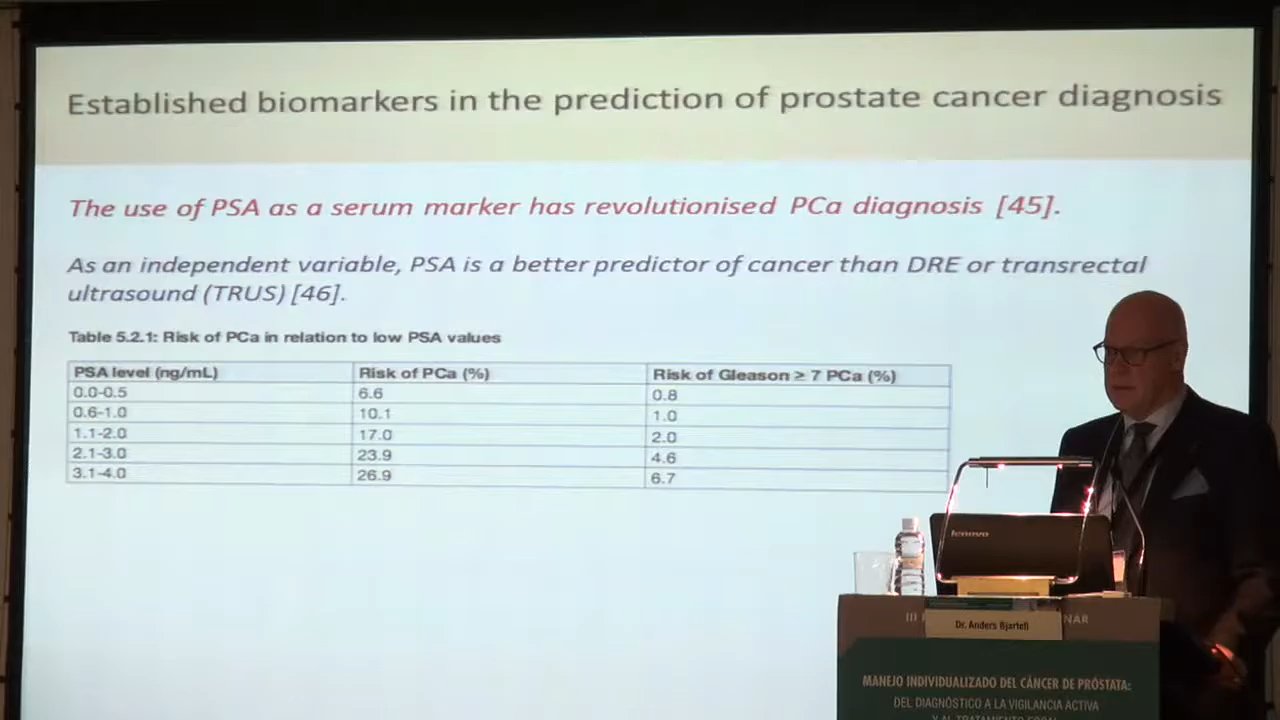 Established biomarkers in the prediction of prostate cancer diagnosis
The use of PSA as a serum marker has revolutionised PCa diagnosis [45].
As an independent variable, PSA is a better predictor of cancer than DRE or transrectal
ultrasound (TRUS) [46].
Table 5.2.1: Risk of PCa in relation to low PSA values
PSA level (ng/mL) Risk of PCa (%) Risk of Gleason ≥ 7 PCa (%)
0.0-0.5 6.6 0.8
0.6-1.0 10.1 1.0
1.1-2.0 17.0 2.0
2.1-3.0 23.9 4.6
3.1-4.0 26.9 6.7
lenovo
III NAR
Dr. Anders Bjartell
MANEJO INDIVIDUALIZADO DEL CÁNCER DE PRÓSTATA:
DEL DIAGNÓSTICO A LA VIGILANCIA ACTIVA
Y AL TRATAMIENTO FOCAL